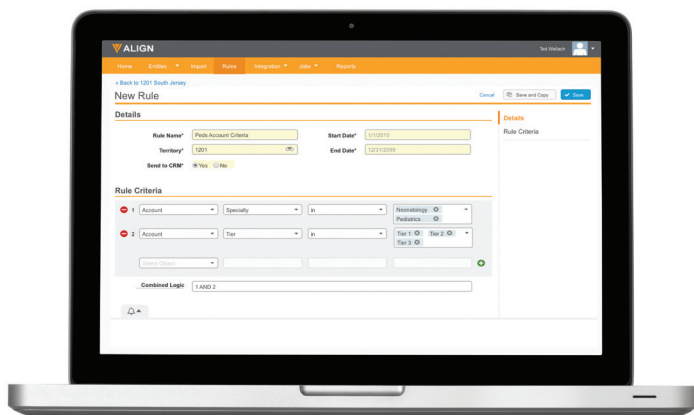 ALIGN
Ted Wallach
Home Entities Import Rules Integration Jobs Reports
« Back to 1201 South Jersey
New Rule
Cancel Save and Copy Save
Details
Details
Rule Criteria
Rule Name* Peds Account Criteria Start Date* 1/1/2015
Territory* 1201 End Date* 12/31/2099
Send to CRM* Yes No
Rule Criteria
1 Account Specialty in Neonatology
Pediatrics
2 Account Tier in Tier 1 Tier 2
Tier 3
Select Object
Combined Logic 1 AND 2